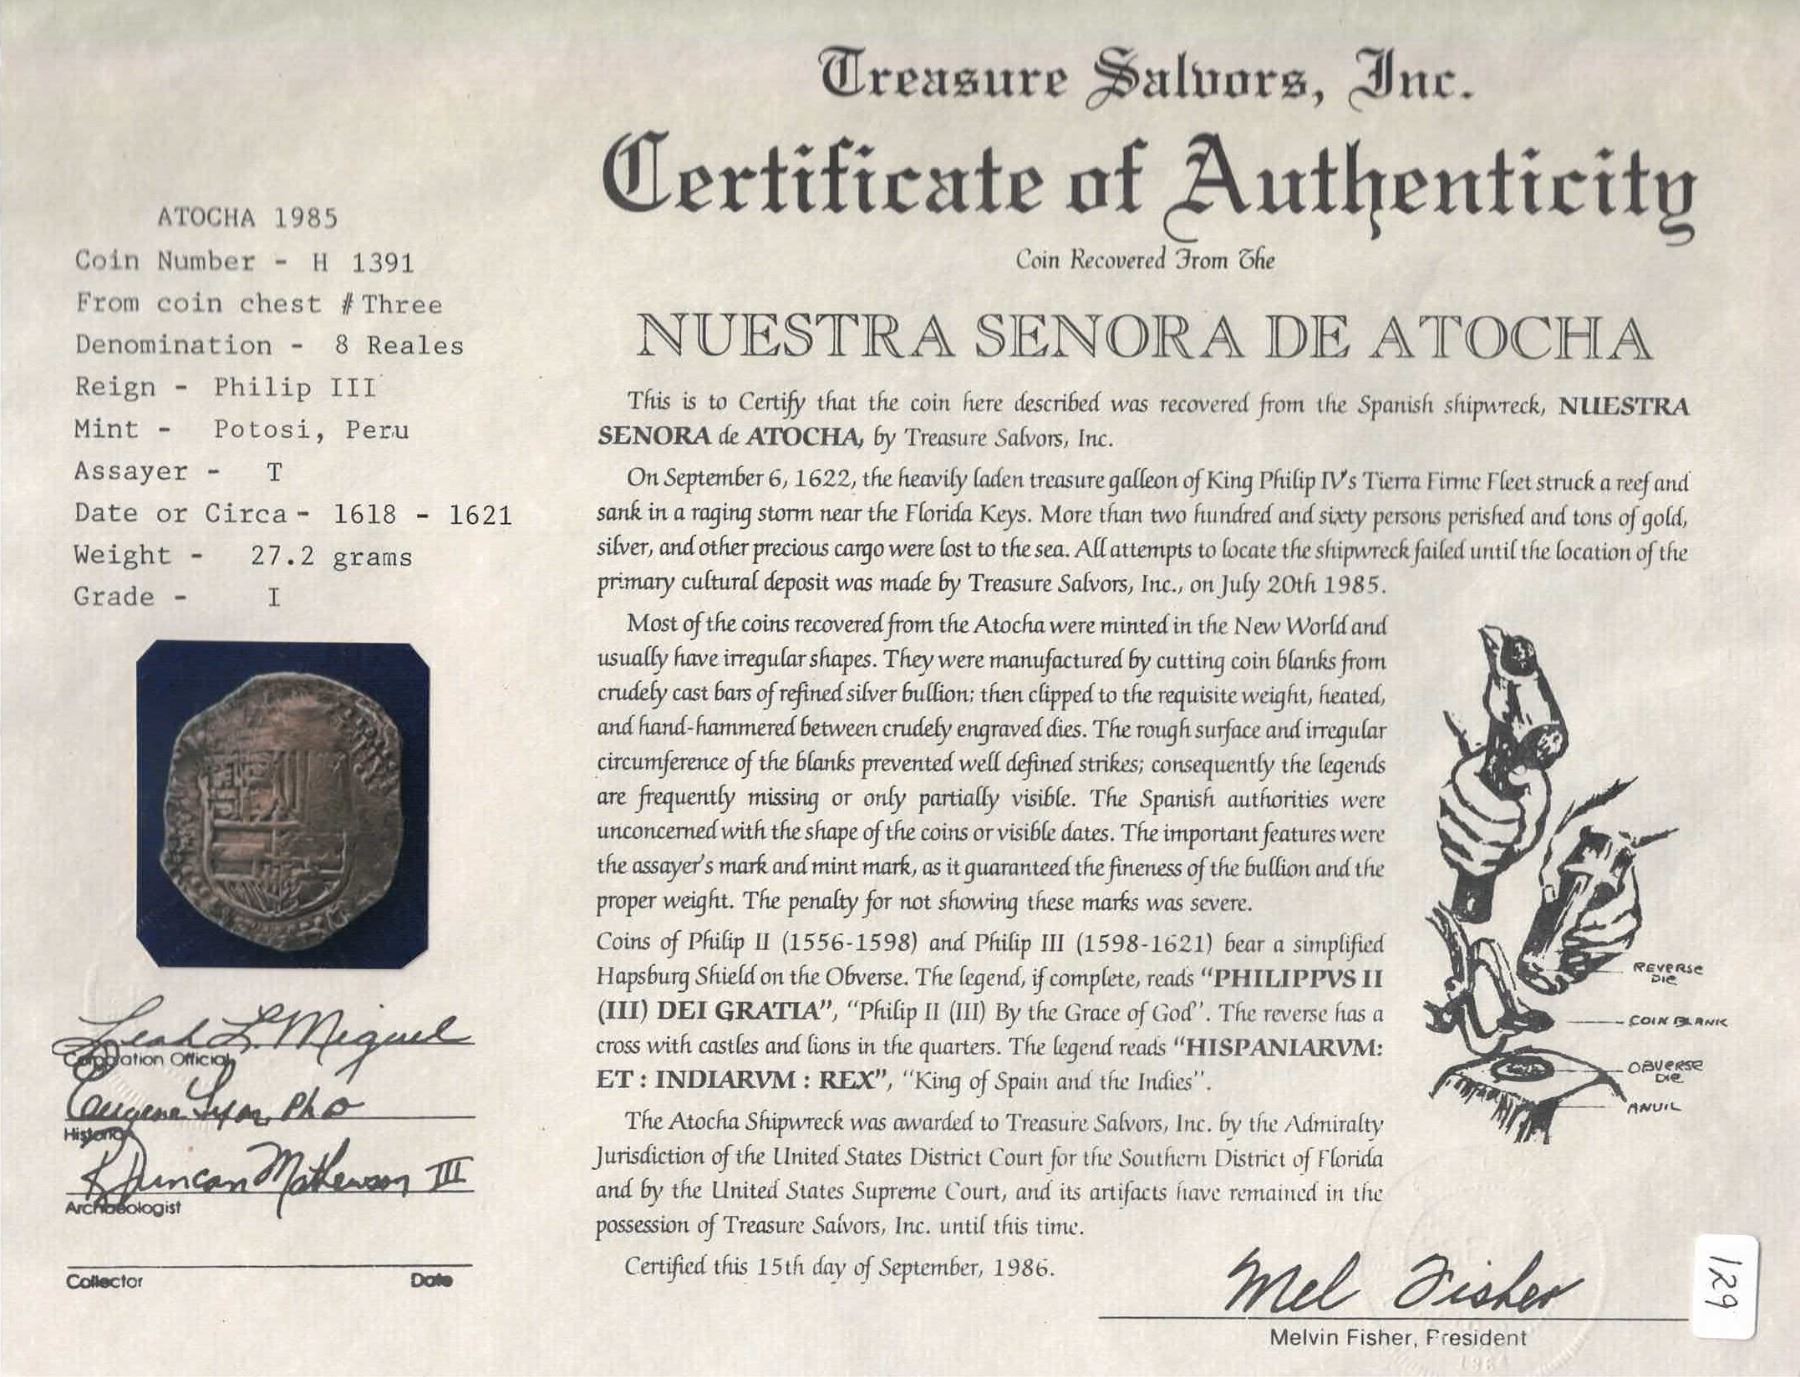 Treasure Salvors, Inc.
Certificate of Authenticity
Coin Recovered From The
NUESTRA SENORA DE ATOCHA
ATOCHA 1985
Coin Number - H 1391
From coin chest # Three
Denomination - 8 Reales
Reign - Philip III
Mint - Potosi, Peru
Assayer - T
Date or Circa - 1618 - 1621
Weight - 27.2 grams
Grade - I
This is to Certify that the coin here described was recovered from the Spanish shipwreck, NUESTRA
SENORA de ATOCHA, by Treasure Salvors, Inc.
On September 6, 1622, the heavily laden treasure galleon of King Philip IV's Tierra Firme Fleet struck a reef and
sank in a raging storm near the Florida Keys. More than two hundred and sixty persons perished and tons of gold,
silver, and other precious cargo were lost to the sea. All attempts to locate the shipwreck failed until the location of the
primary cultural deposit was made by Treasure Salvors, Inc., on July 20th 1985.
Most of the coins recovered from the Atocha were minted in the New World and
usually have irregular shapes. They were manufactured by cutting coin blanks from
crudely cast bars of refined silver bullion; then clipped to the requisite weight, heated,
and hand-hammered between crudely engraved dies. The rough surface and irregular
circumference of the blanks prevented well defined strikes; consequently the legends
are frequently missing or only partially visible. The Spanish authorities were
unconcerned with the shape of the coins or visible dates. The important features were
the assayer's mark and mint mark, as it guaranteed the fineness of the bullion and the
proper weight. The penalty for not showing these marks was severe.
Coins of Philip II (1556-1598) and Philip III (1598-1621) bear a simplified
Hapsburg Shield on the Obverse. The legend, if complete, reads "PHILIPPVS II
(III) DEI GRATIA", "Philip II (III) By the Grace of God". The reverse has a
cross with castles and lions in the quarters. The legend reads "HISPANIARVM:
ET : INDIARVM : REX", "King of Spain and the Indies".
The Atocha Shipwreck was awarded to Treasure Salvors, Inc. by the Admiralty
Jurisdiction of the United States District Court for the Southern District of Florida
and by the United States Supreme Court, and its artifacts have remained in the
possession of Treasure Salvors, Inc. until this time.
Certified this 15th day of September, 1986.
REVERSE
DIE
COIN BLANK
OBVERSE
DIE
ANVIL
Leah L. Miguel
Corporation Official
Eugene Lyon, PhD
Historian
R Duncan Mathewson III
Archaeologist
Collector Date
Mel Fisher
Melvin Fisher, President
129